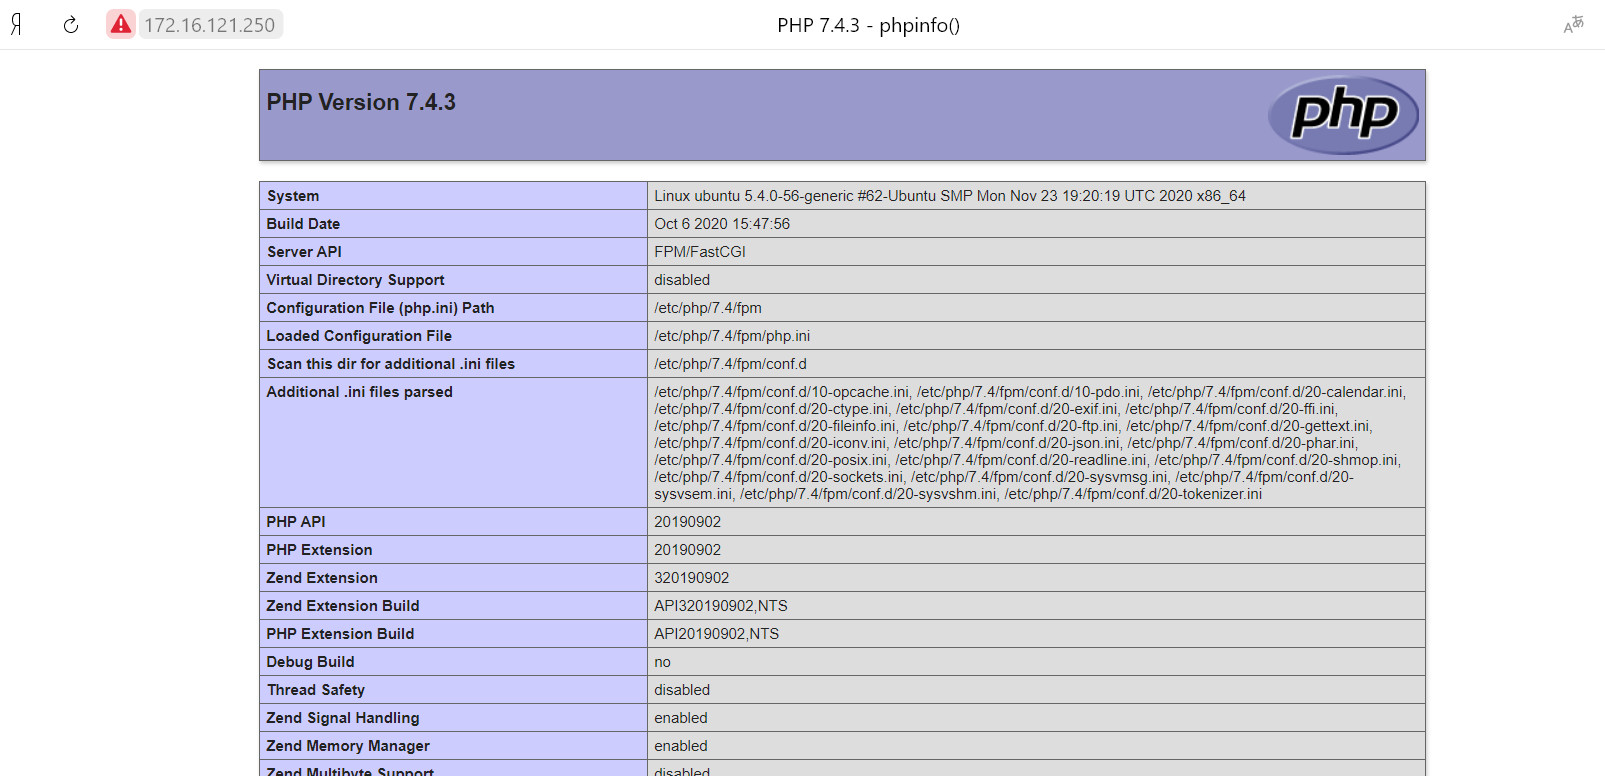 Я 172.16.121.250 PHP 7.4.3 - phpinfo() Aあ
PHP Version 7.4.3
php
System Linux ubuntu 5.4.0-56-generic #62-Ubuntu SMP Mon Nov 23 19:20:19 UTC 2020 x86_64
Build Date Oct 6 2020 15:47:56
Server API FPM/FastCGI
Virtual Directory Support disabled
Configuration File (php.ini) Path /etc/php/7.4/fpm
Loaded Configuration File /etc/php/7.4/fpm/php.ini
Scan this dir for additional .ini files /etc/php/7.4/fpm/conf.d
Additional .ini files parsed /etc/php/7.4/fpm/conf.d/10-opcache.ini, /etc/php/7.4/fpm/conf.d/10-pdo.ini, /etc/php/7.4/fpm/conf.d/20-calendar.ini,
/etc/php/7.4/fpm/conf.d/20-ctype.ini, /etc/php/7.4/fpm/conf.d/20-exif.ini, /etc/php/7.4/fpm/conf.d/20-ffi.ini,
/etc/php/7.4/fpm/conf.d/20-fileinfo.ini, /etc/php/7.4/fpm/conf.d/20-ftp.ini, /etc/php/7.4/fpm/conf.d/20-gettext.ini,
/etc/php/7.4/fpm/conf.d/20-iconv.ini, /etc/php/7.4/fpm/conf.d/20-json.ini, /etc/php/7.4/fpm/conf.d/20-phar.ini,
/etc/php/7.4/fpm/conf.d/20-posix.ini, /etc/php/7.4/fpm/conf.d/20-readline.ini, /etc/php/7.4/fpm/conf.d/20-shmop.ini,
/etc/php/7.4/fpm/conf.d/20-sockets.ini, /etc/php/7.4/fpm/conf.d/20-sysvmsg.ini, /etc/php/7.4/fpm/conf.d/20-
sysvsem.ini, /etc/php/7.4/fpm/conf.d/20-sysvshm.ini, /etc/php/7.4/fpm/conf.d/20-tokenizer.ini
PHP API 20190902
PHP Extension 20190902
Zend Extension 320190902
Zend Extension Build API320190902,NTS
PHP Extension Build API20190902,NTS
Debug Build no
Thread Safety disabled
Zend Signal Handling enabled
Zend Memory Manager enabled
Zend Multibyte Support disabled